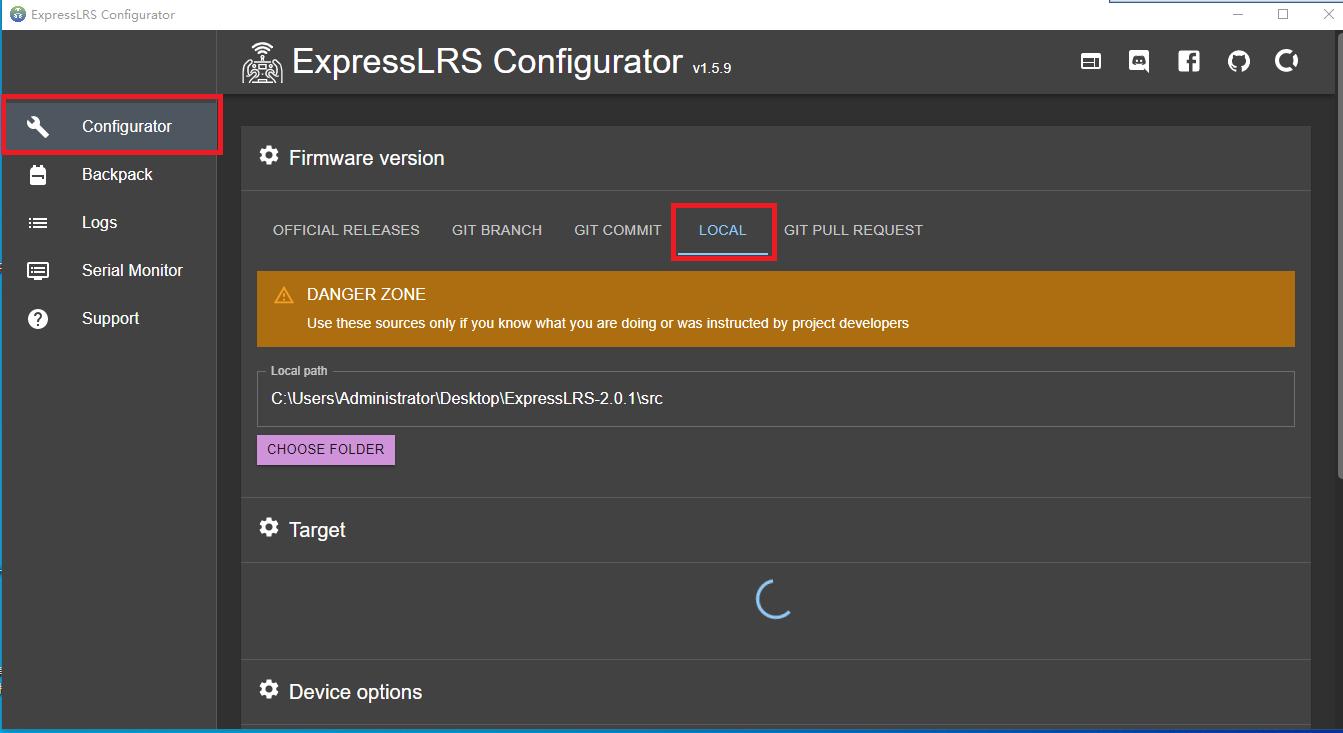 ExpressLRS Configurator
ExpressLRS Configurator v1.5.9
Configurator
Backpack
Logs
Serial Monitor
Support
Firmware version
OFFICIAL RELEASES GIT BRANCH GIT COMMIT LOCAL GIT PULL REQUEST
DANGER ZONE
Use these sources only if you know what you are doing or was instructed by project developers
Local path
C:\Users\Administrator\Desktop\ExpressLRS-2.0.1\src
CHOOSE FOLDER
Target
Device options